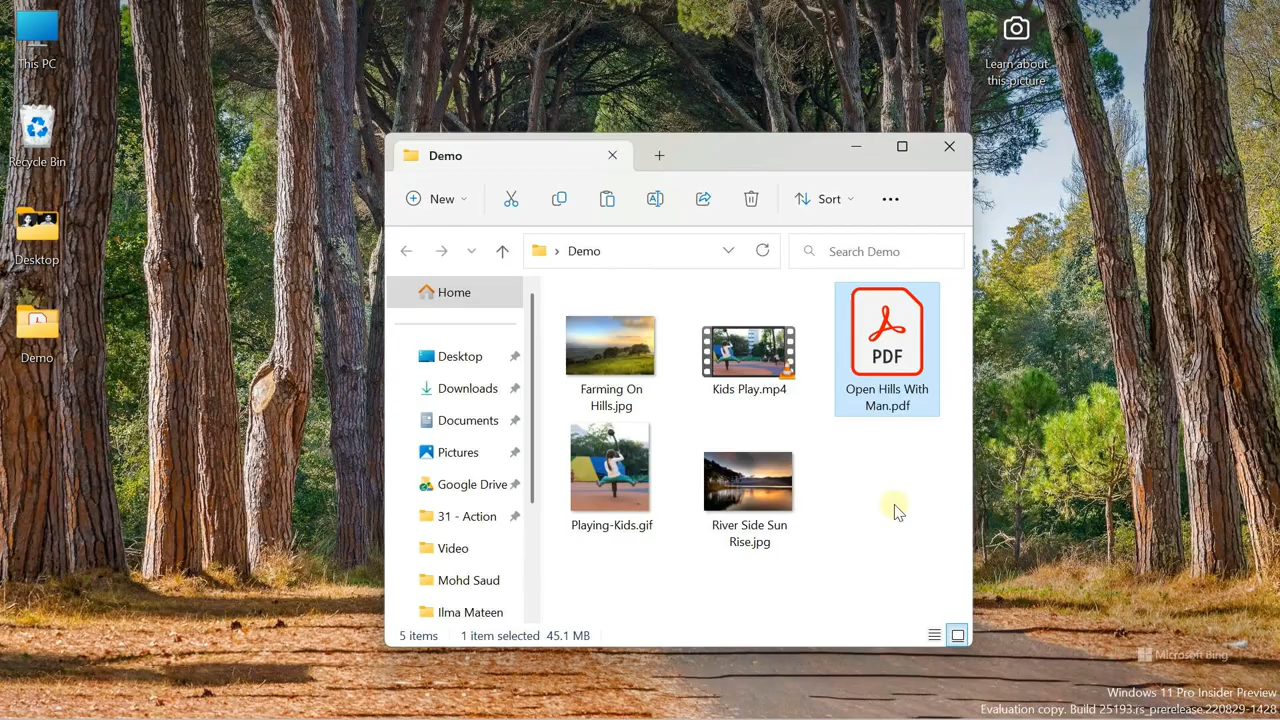 This PC
Recycle Bin
Desktop
Demo
Learn about
this picture
Demo
New
Sort
Demo
Search Demo
Home
Desktop
Downloads
Documents
Pictures
Google Drive
31 - Action
Video
Mohd Saud
Ilma Mateen
Farming On
Hills.jpg
Kids Play.mp4
PDF
Open Hills With
Man.pdf
Playing-Kids.gif
River Side Sun
Rise.jpg
5 items
1 item selected 45.1 MB
Microsoft Bing
Windows 11 Pro Insider Preview
Evaluation copy. Build 25193.rs_prerelease.220829-1428